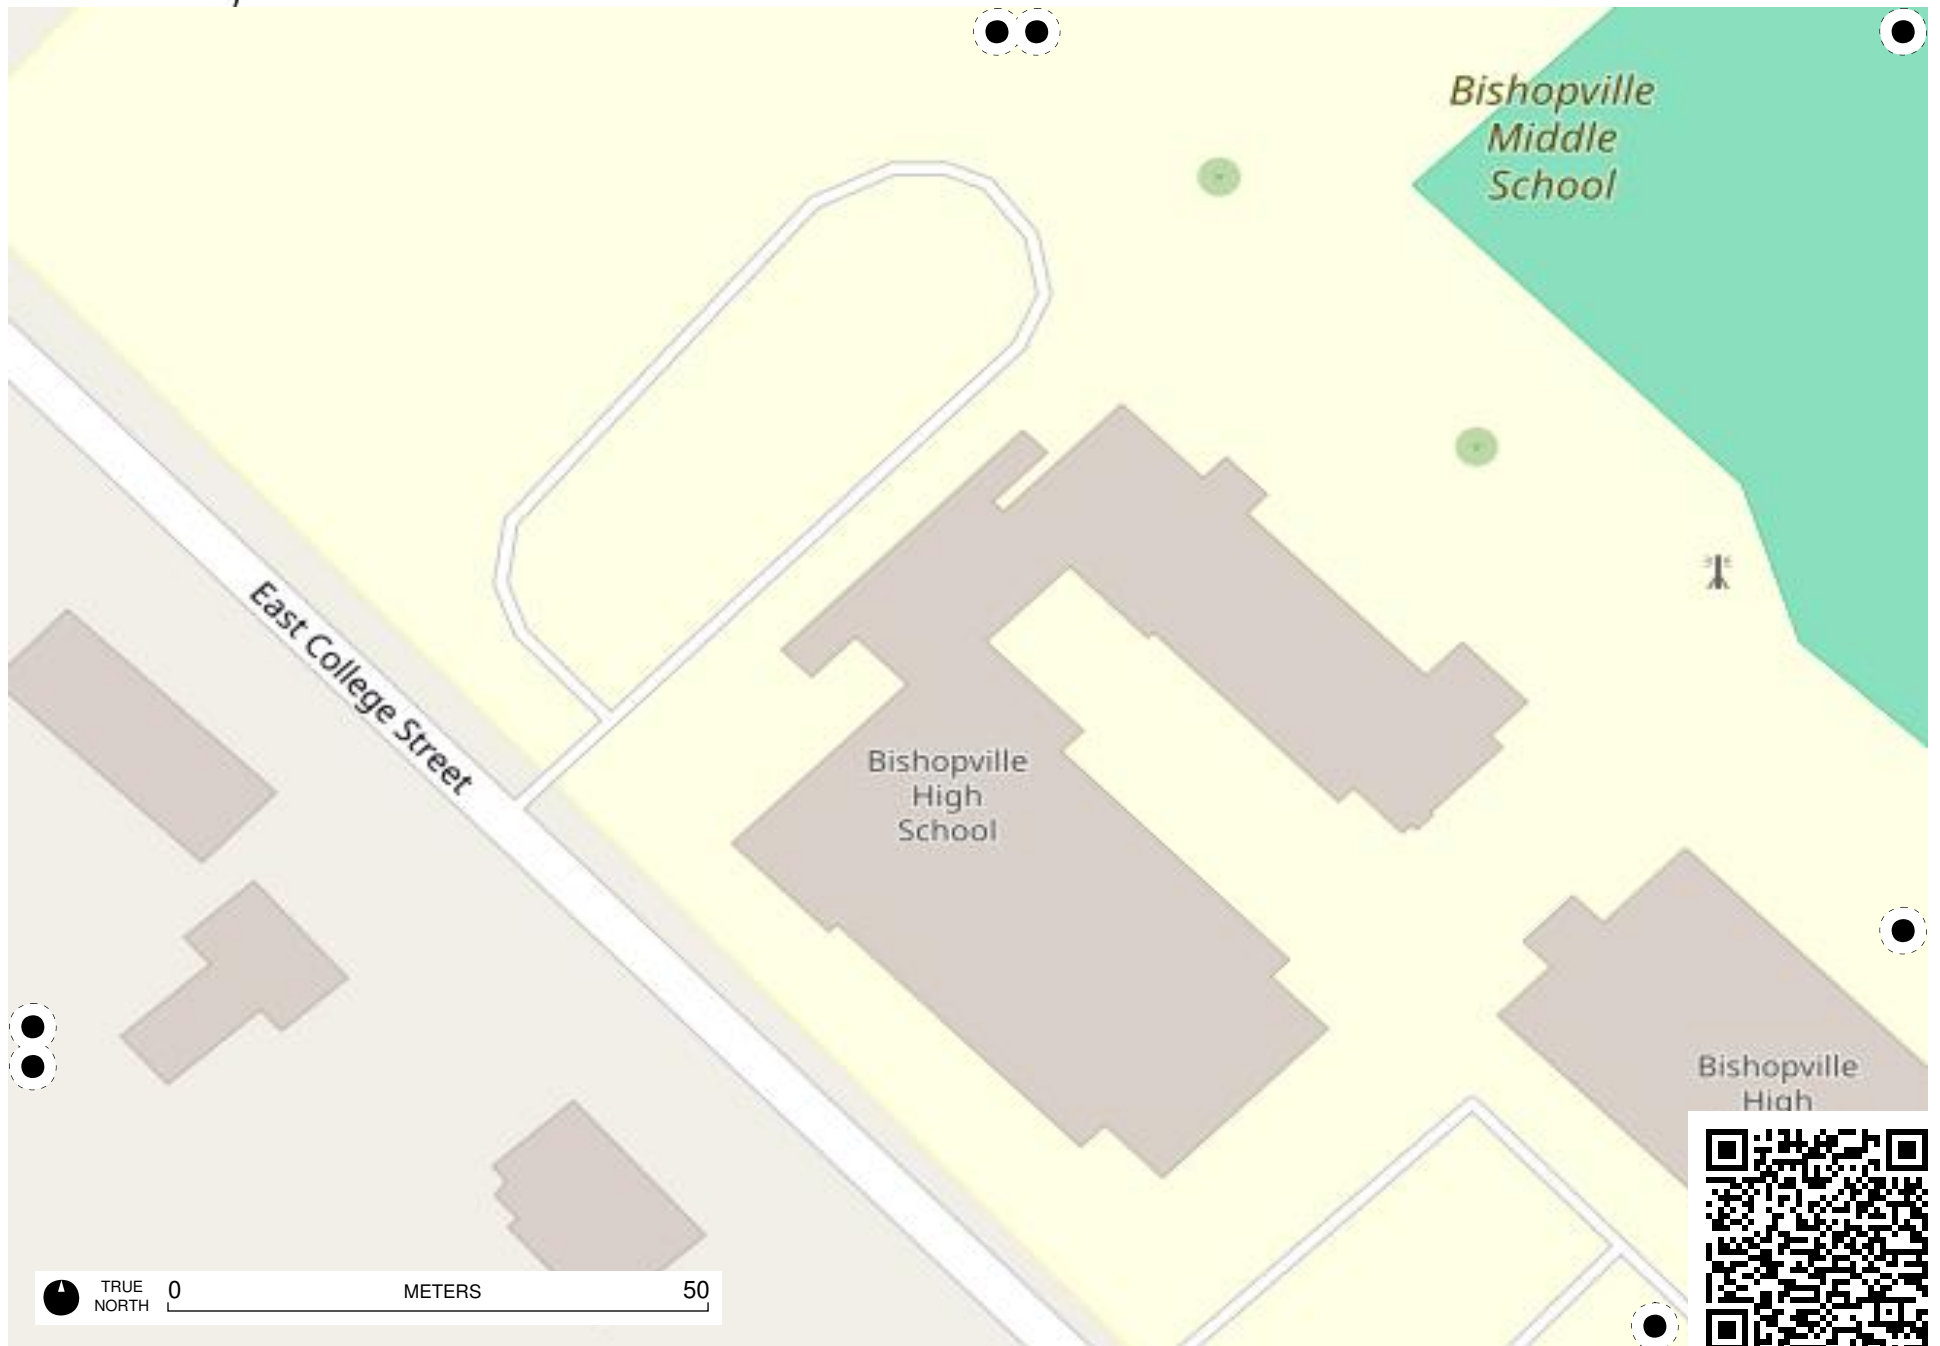 Bishopville
Middle
School
East College Street
Bishopville
High
School
Bishopville
High
TRUE
NORTH
0
METERS
50